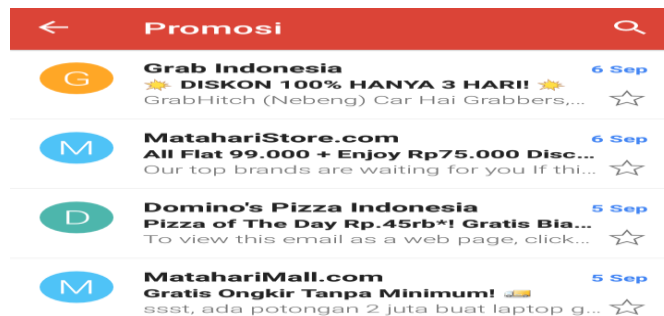 Promosi
G
Grab Indonesia 6 Sep
💥 DISKON 100% HANYA 3 HARI! 💥
GrabHitch (Nebeng) Car Hai Grabbers,...
M
MatahariStore.com 6 Sep
All Flat 99.000 + Enjoy Rp75.000 Disc...
Our top brands are waiting for you If thi...
D
Domino's Pizza Indonesia 5 Sep
Pizza of The Day Rp.45rb*! Gratis Bia...
To view this email as a web page, click...
M
MatahariMall.com 5 Sep
Gratis Ongkir Tanpa Minimum! 🚚
ssst, ada potongan 2 juta buat laptop g...